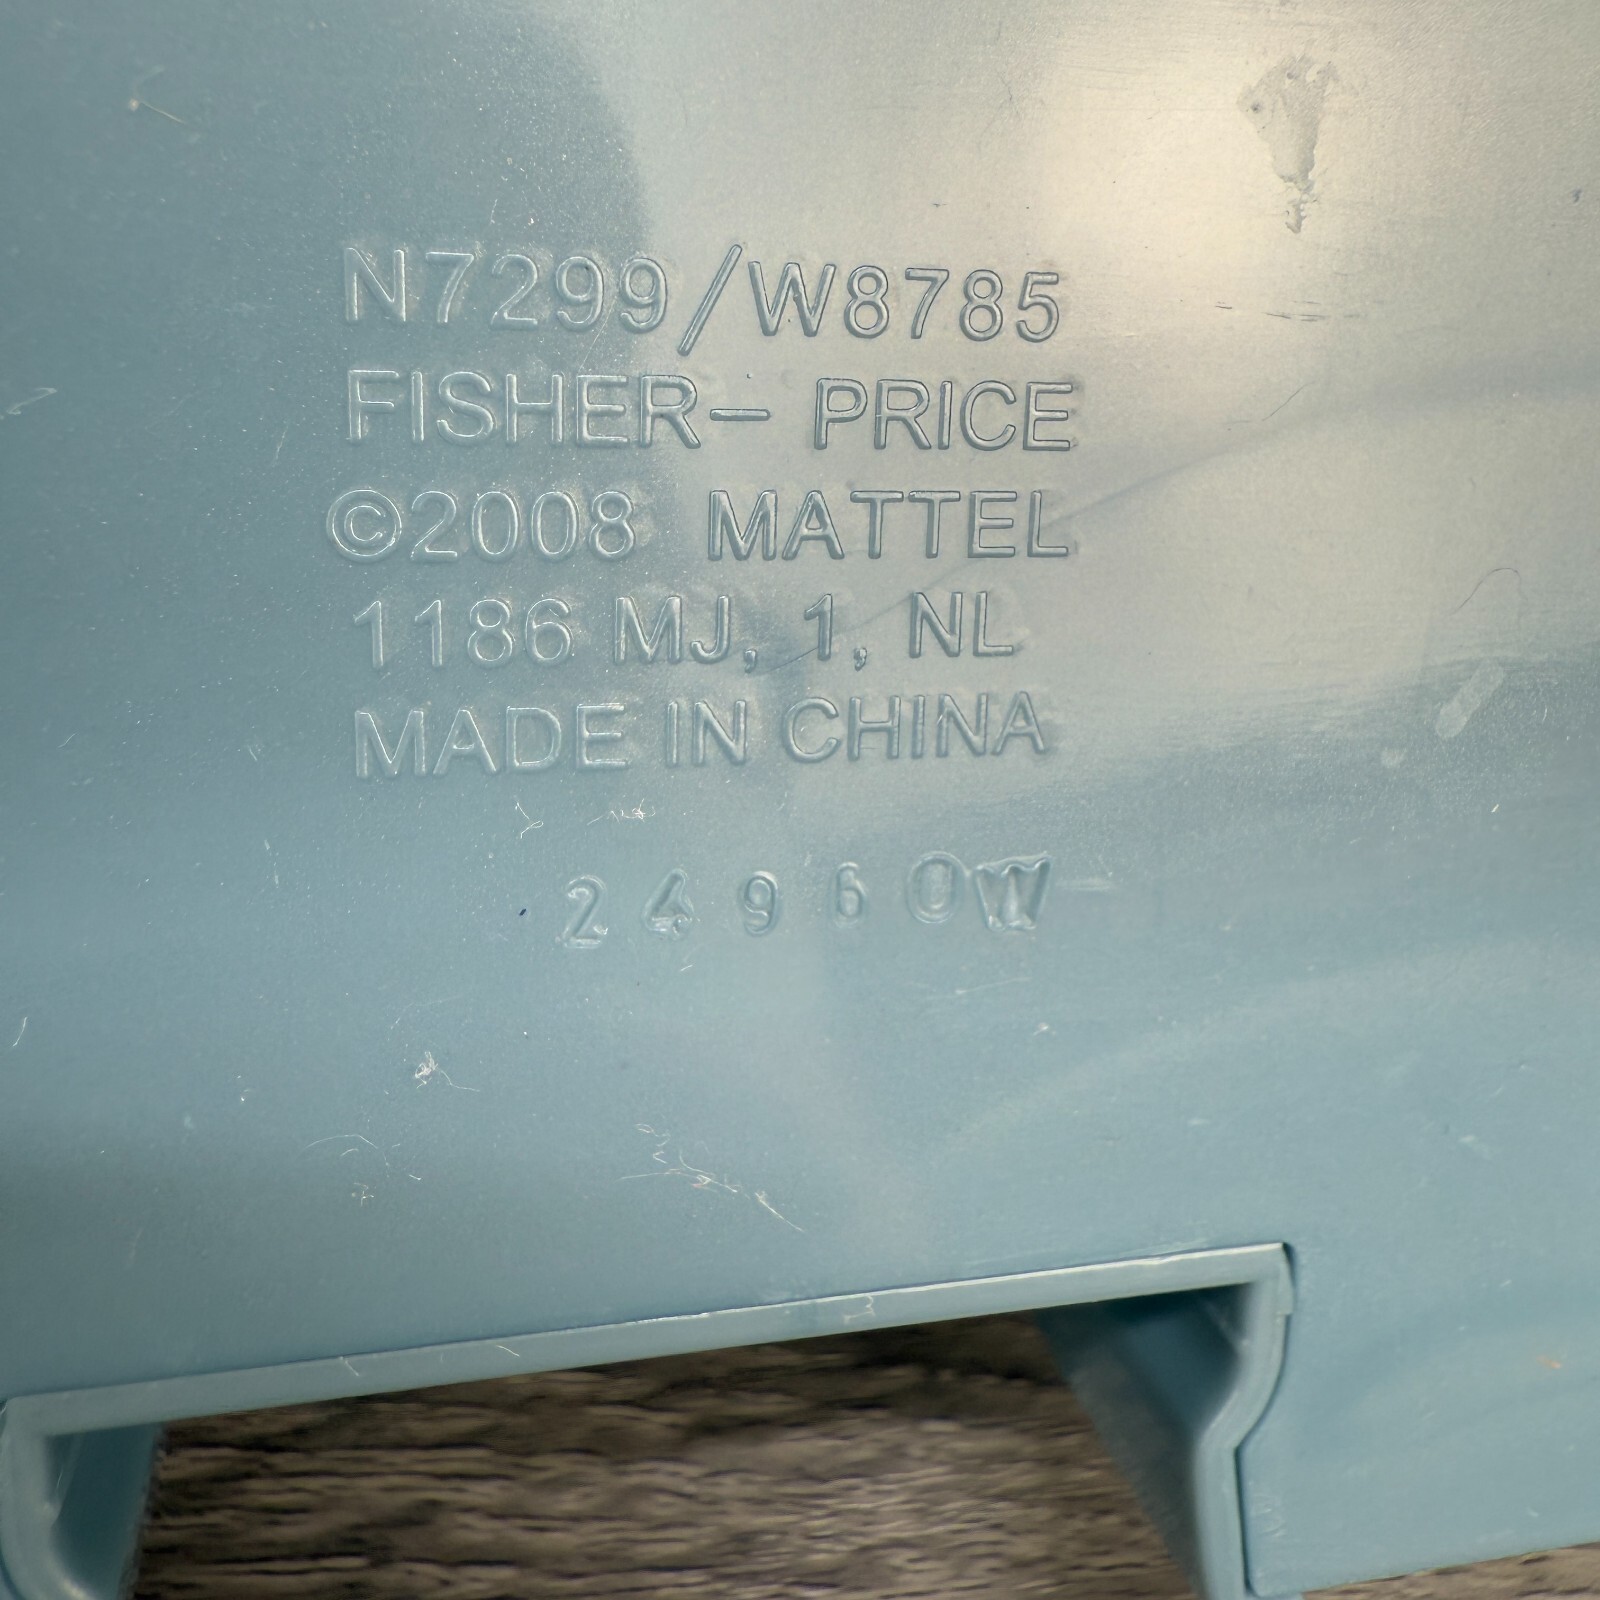 N7299/W8785
FISHER-PRICE
©2008 MATTEL
1186 MJ, 1, NL
MADE IN CHINA
24960W